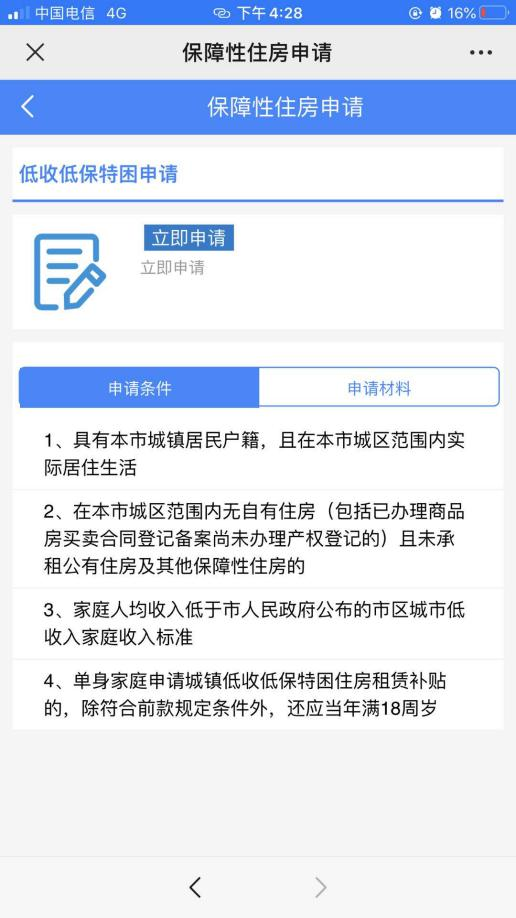 中国电信 4G 下午4:28 16%
保障性住房申请
保障性住房申请
低收低保特困申请
立即申请
立即申请
申请条件 申请材料
1、具有本市城镇居民户籍，且在本市城区范围内实
际居住生活
2、在本市城区范围内无自有住房（包括已办理商品
房买卖合同登记备案尚未办理产权登记的）且未承
租公有住房及其他保障性住房的
3、家庭人均收入低于市人民政府公布的市区城市低
收入家庭收入标准
4、单身家庭申请城镇低收低保特困住房租赁补贴
的，除符合前款规定条件外，还应当年满18周岁